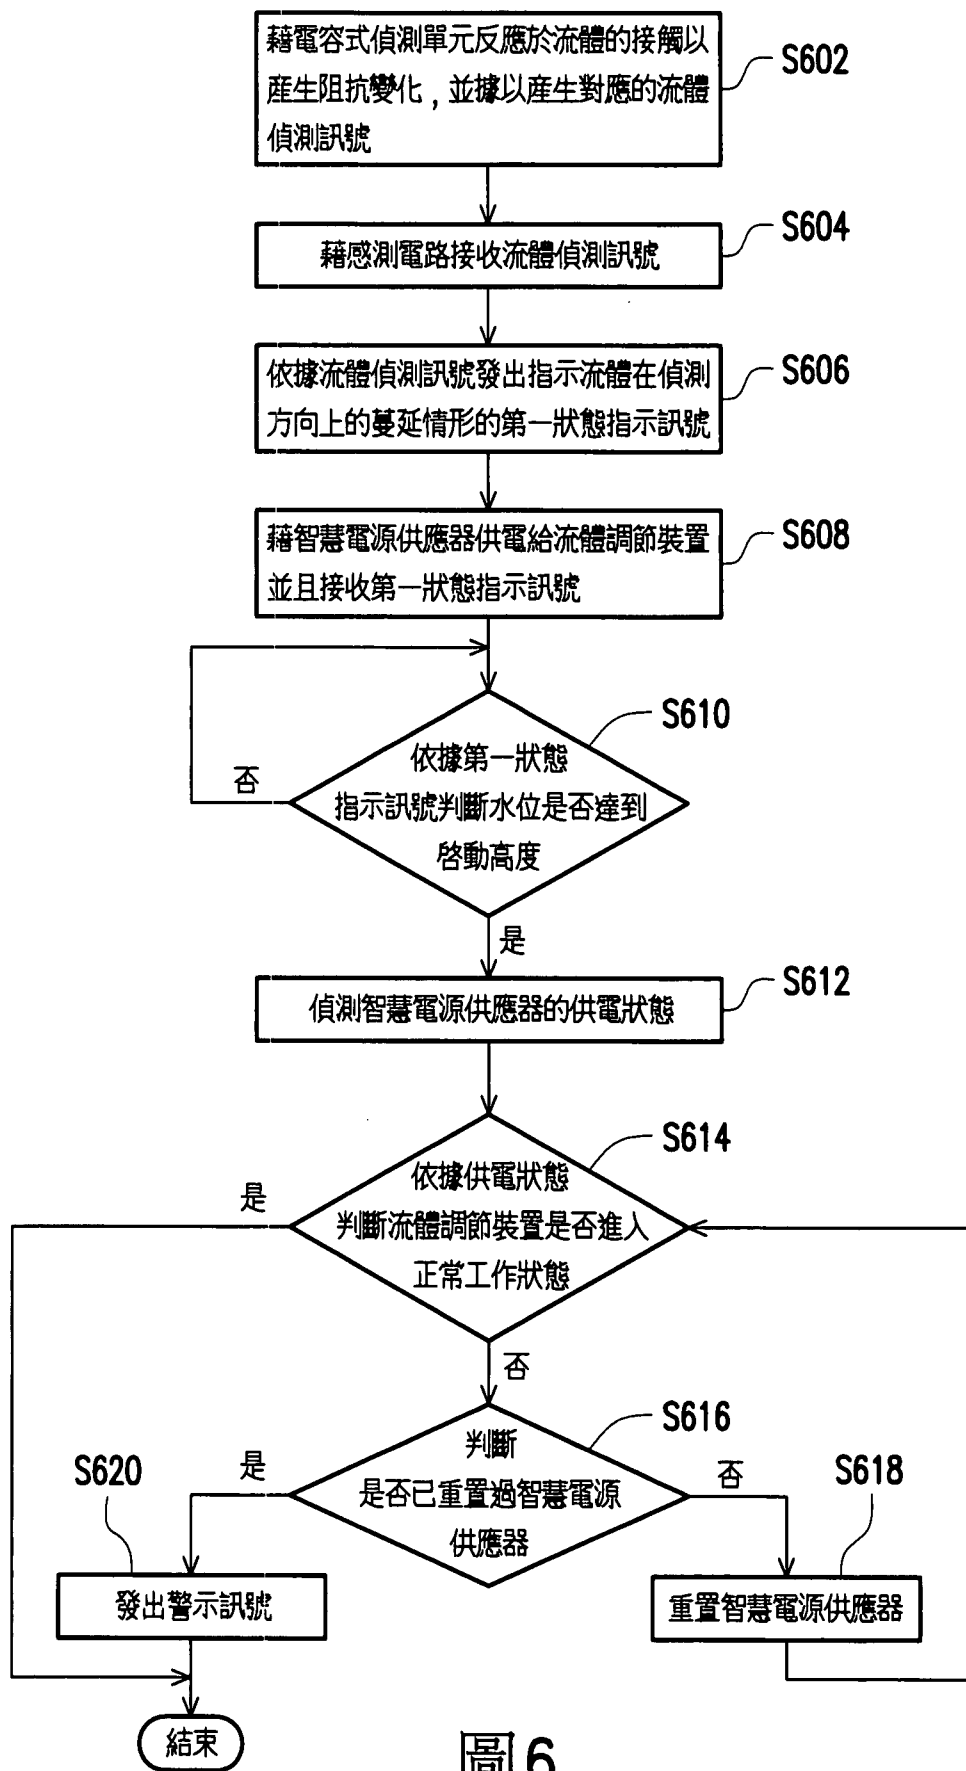 藉電容式偵測單元反應於流體的接觸以
產生阻抗變化，並據以產生對應的流體
偵測訊號
S602
藉感測電路接收流體偵測訊號
S604
依據流體偵測訊號發出指示流體在偵測
方向上的蔓延情形的第一狀態指示訊號
S606
藉智慧電源供應器供電給流體調節裝置
並且接收第一狀態指示訊號
S608
S610
依據第一狀態
指示訊號判斷水位是否達到
啓動高度
否
是
偵測智慧電源供應器的供電狀態
S612
S614
依據供電狀態
判斷流體調節裝置是否進入
正常工作狀態
是
否
S616
判斷
是否已重置過智慧電源
供應器
是
否
S620
發出警示訊號
S618
重置智慧電源供應器
結束
圖6